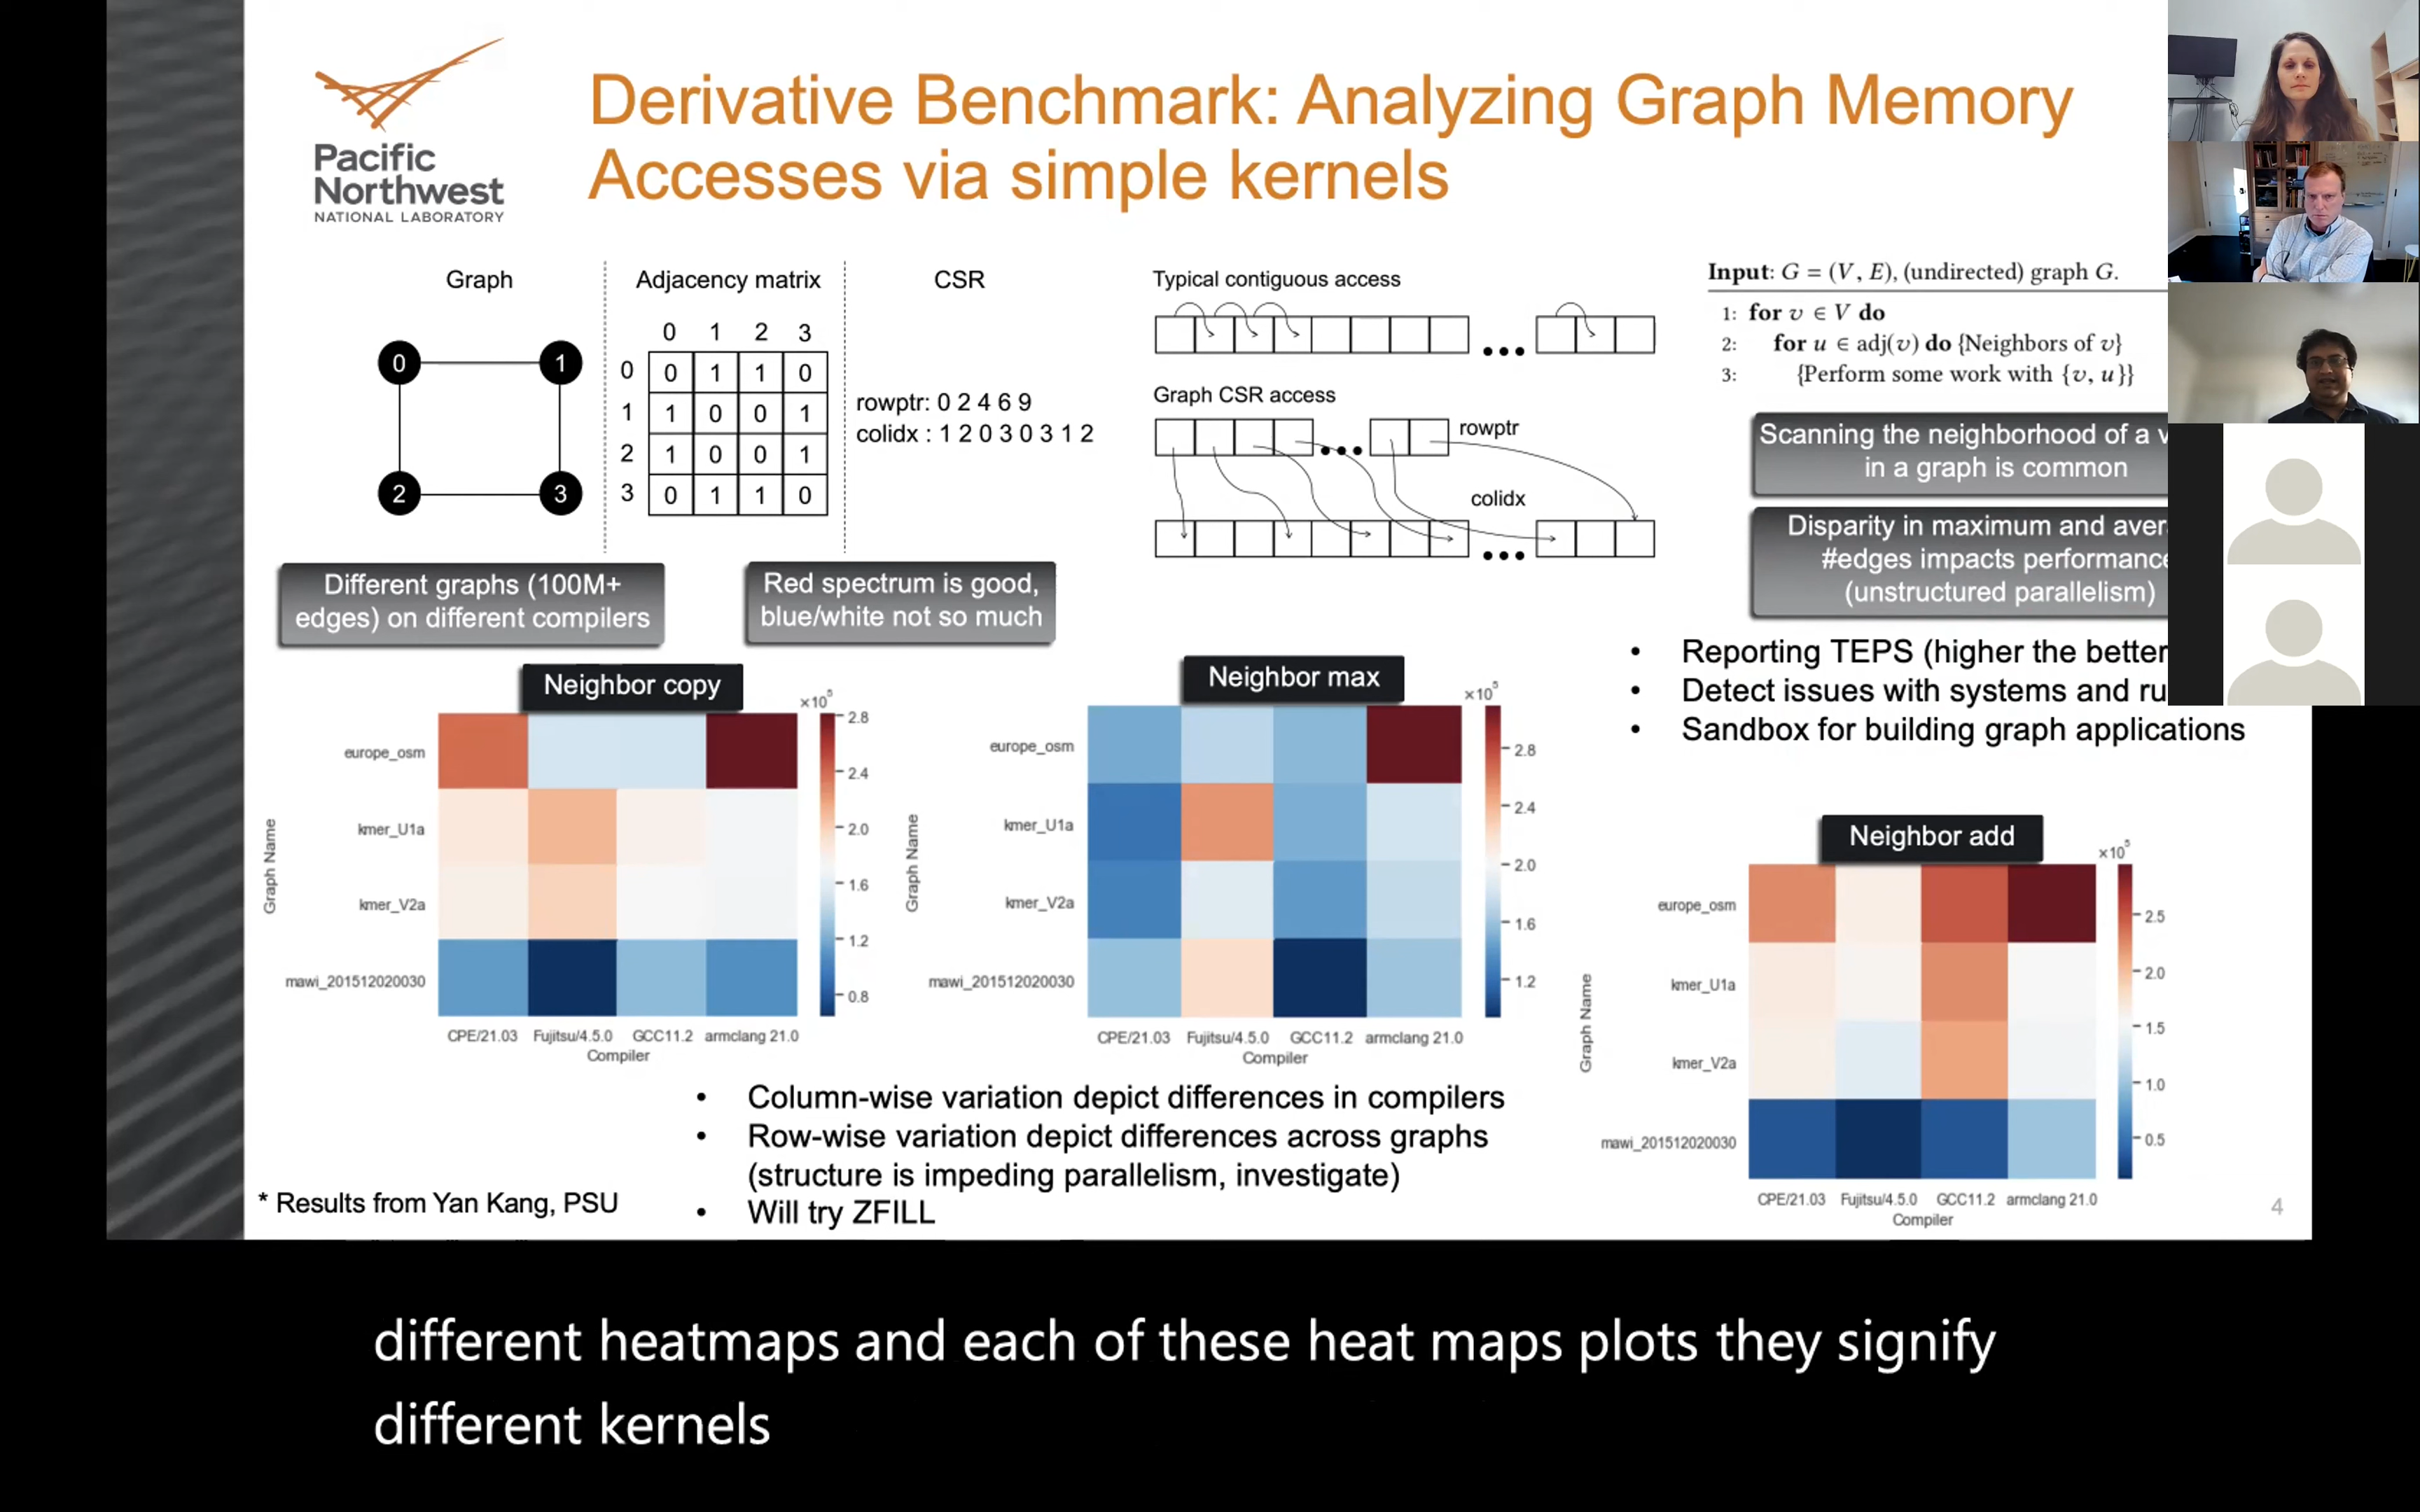 Pacific
Northwest
NATIONAL LABORATORY
Derivative Benchmark: Analyzing Graph Memory
Accesses via simple kernels
Graph
0
1
2
3
Adjacency matrix
0 1 2 3
0 0 1 1 0
1 1 0 0 1
2 1 0 0 1
3 0 1 1 0
CSR
rowptr: 0 2 4 6 9
colidx : 1 2 0 3 0 3 1 2
Typical contiguous access
Graph CSR access
rowptr
colidx
Input: G = (V, E), (undirected) graph G.
1: for v ∈ V do
2: for u ∈ adj(v) do {Neighbors of v}
3: {Perform some work with {v, u}}
Scanning the neighborhood of a v
in a graph is common
Disparity in maximum and aver
#edges impacts performance
(unstructured parallelism)
Different graphs (100M+
edges) on different compilers
Red spectrum is good,
blue/white not so much
• Reporting TEPS (higher the better
• Detect issues with systems and ru
• Sandbox for building graph applications
Neighbor copy
×10⁵
2.8
2.4
2.0
1.6
1.2
0.8
Graph Name
europe_osm
kmer_U1a
kmer_V2a
mawi_201512020030
CPE/21.03 Fujitsu/4.5.0 GCC11.2 armclang 21.0
Compiler
Neighbor max
×10⁵
2.8
2.4
2.0
1.6
1.2
Graph Name
europe_osm
kmer_U1a
kmer_V2a
mawi_201512020030
CPE/21.03 Fujitsu/4.5.0 GCC11.2 armclang 21.0
Compiler
Neighbor add
×10⁵
2.5
2.0
1.5
1.0
0.5
Graph Name
europe_osm
kmer_U1a
kmer_V2a
mawi_201512020030
CPE/21.03 Fujitsu/4.5.0 GCC11.2 armclang 21.0
Compiler
• Column-wise variation depict differences in compilers
• Row-wise variation depict differences across graphs
(structure is impeding parallelism, investigate)
• Will try ZFILL
* Results from Yan Kang, PSU
4
different heatmaps and each of these heat maps plots they signify
different kernels